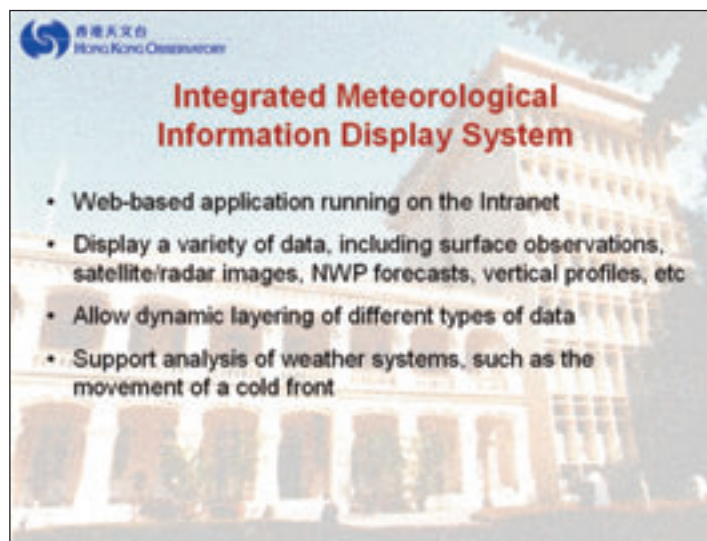 香港天文台
HONG KONG OBSERVATORY
Integrated Meteorological
Information Display System
• Web-based application running on the Intranet
• Display a variety of data, including surface observations,
satellite/radar images, NWP forecasts, vertical profiles, etc
• Allow dynamic layering of different types of data
• Support analysis of weather systems, such as the
movement of a cold front